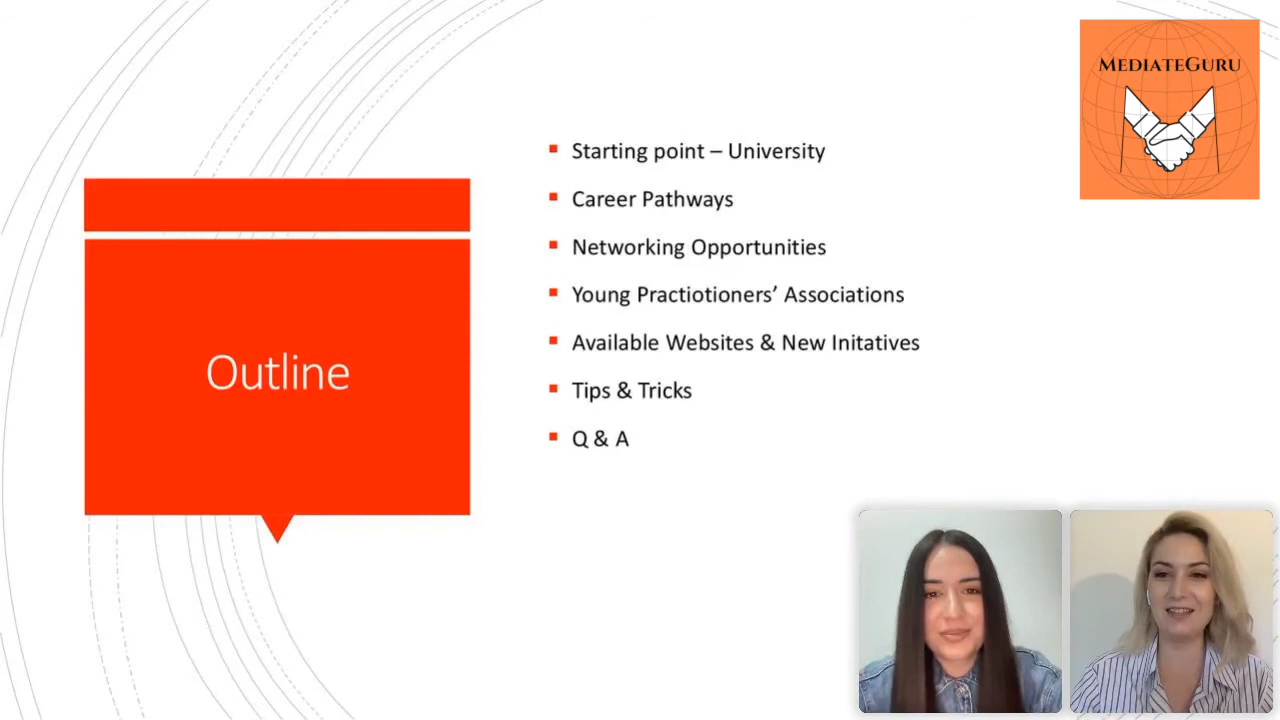 MEDIATEGURU
Starting point – University
Career Pathways
Networking Opportunities
Young Practiotioners’ Associations
Available Websites & New Initatives
Tips & Tricks
Q & A
Outline